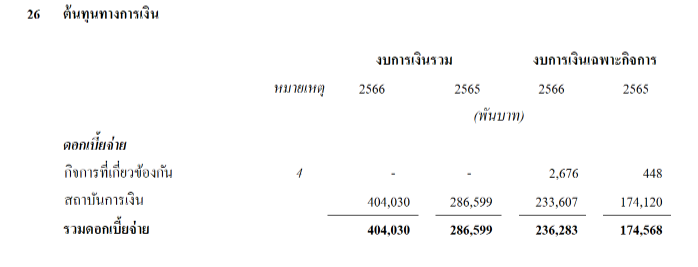 26 ต้นทุนทางการเงิน
งบการเงินรวม งบการเงินเฉพาะกิจการ
หมายเหตุ 2566 2565 2566 2565
(พันบาท)
ดอกเบี้ยจ่าย
กิจการที่เกี่ยวข้องกัน 4 - - 2,676 448
สถาบันการเงิน 404,030 286,599 233,607 174,120
รวมดอกเบี้ยจ่าย 404,030 286,599 236,283 174,568